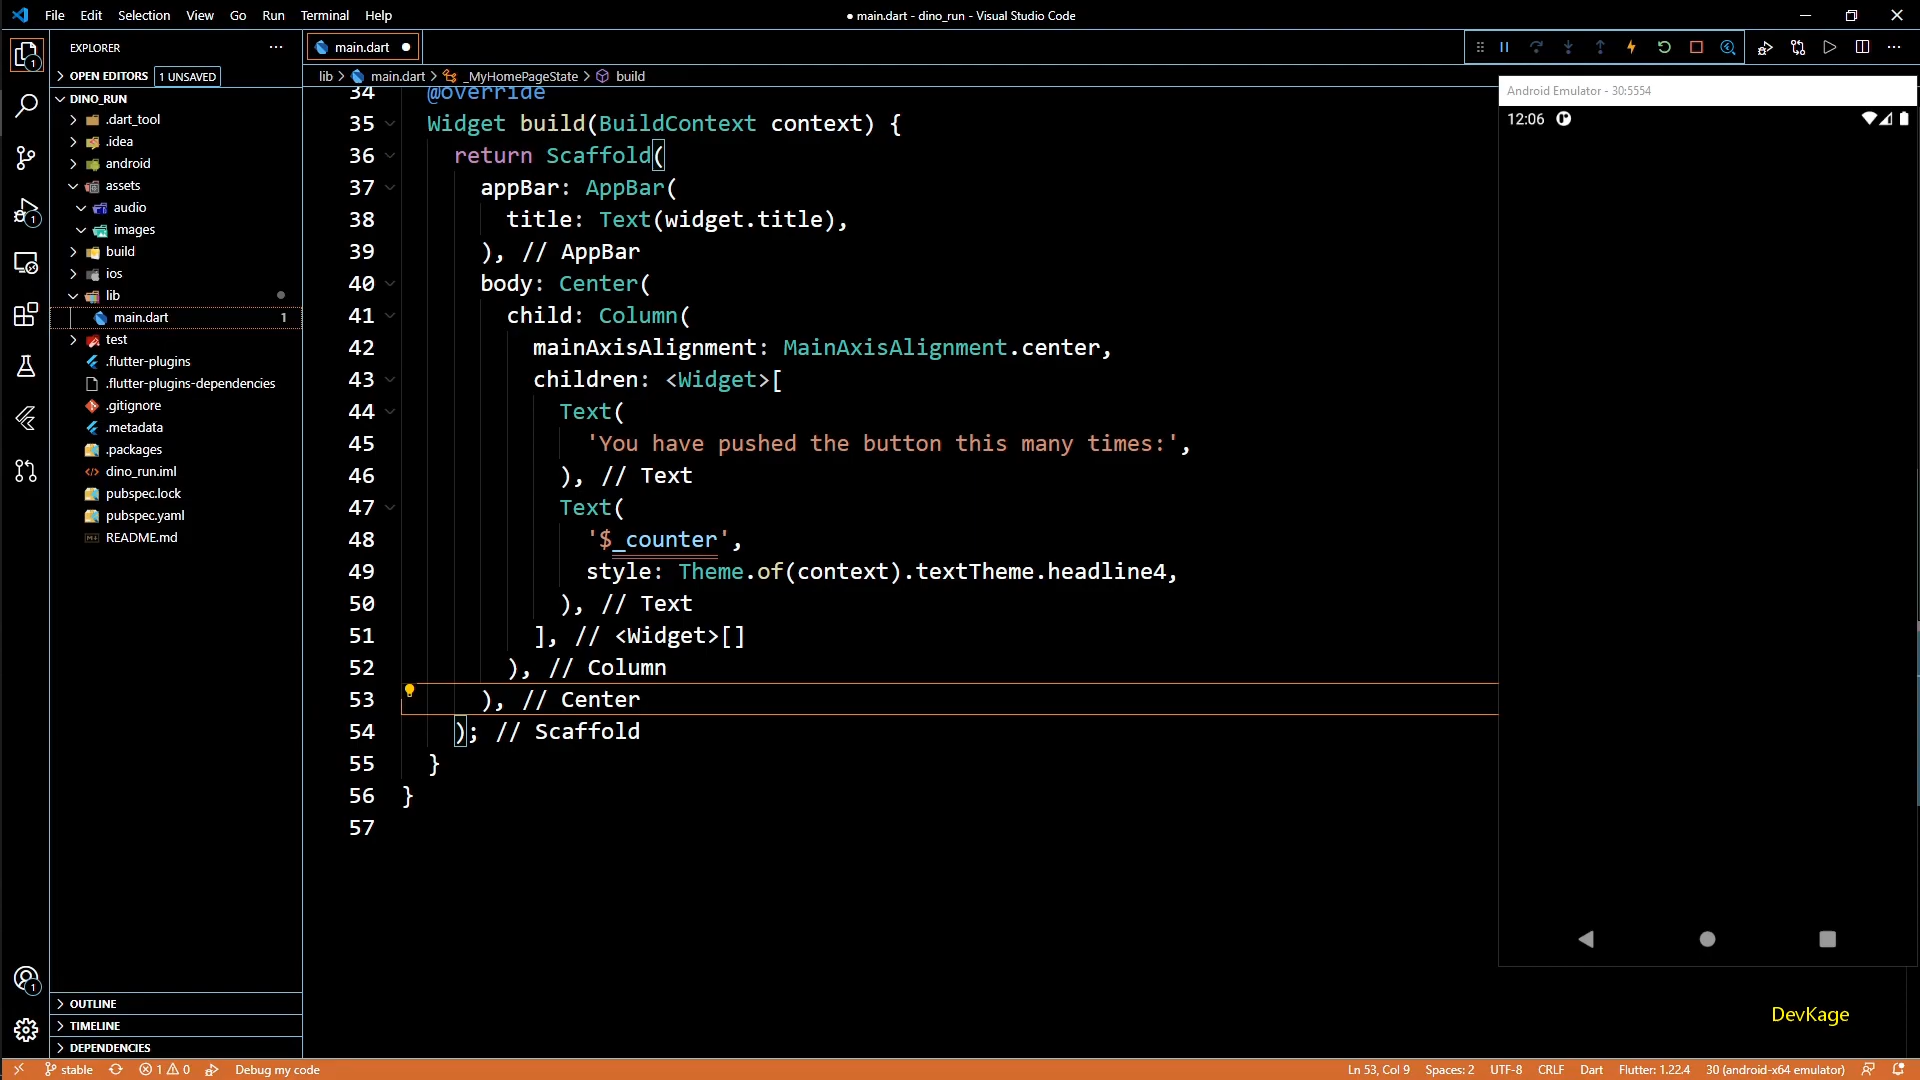 File Edit Selection View Go Run Terminal Help
● main.dart - dino_run - Visual Studio Code
EXPLORER
OPEN EDITORS 1 UNSAVED
DINO_RUN
.dart_tool
.idea
android
assets
audio
images
build
ios
lib
main.dart 1
test
.flutter-plugins
.flutter-plugins-dependencies
.gitignore
.metadata
.packages
dino_run.iml
pubspec.lock
pubspec.yaml
README.md
OUTLINE
TIMELINE
DEPENDENCIES
1
1
1
main.dart ●
lib > main.dart > _MyHomePageState > build
34 @override
35 Widget build(BuildContext context) {
36 return Scaffold(
37 appBar: AppBar(
38 title: Text(widget.title),
39 ), // AppBar
40 body: Center(
41 child: Column(
42 mainAxisAlignment: MainAxisAlignment.center,
43 children: <Widget>[
44 Text(
45 'You have pushed the button this many times:',
46 ), // Text
47 Text(
48 '$_counter',
49 style: Theme.of(context).textTheme.headline4,
50 ), // Text
51 ], // <Widget>[]
52 ), // Column
53 ), // Center
54 ); // Scaffold
55 }
56 }
57
Android Emulator - 30:5554
12:06
DevKage
stable 1 0 Debug my code
Ln 53, Col 9 Spaces: 2 UTF-8 CRLF Dart Flutter: 1.22.4 30 (android-x64 emulator)